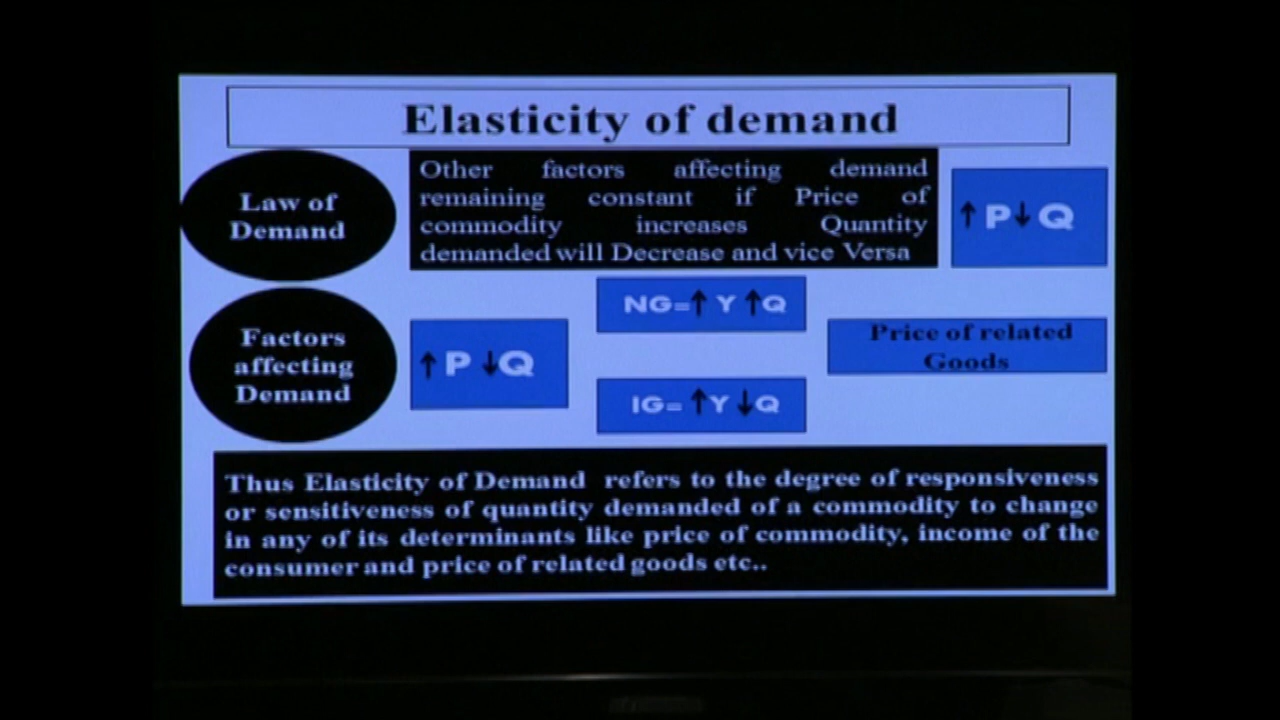 Elasticity of demand
Law of
Demand
Other factors affecting demand
remaining constant if Price of
commodity increases Quantity
demanded will Decrease and vice Versa
↑ P ↓ Q
Factors
affecting
Demand
↑ P ↓ Q
NG= ↑ Y ↑ Q
IG= ↑ Y ↓ Q
Price of related
Goods
Thus Elasticity of Demand refers to the degree of responsiveness
or sensitiveness of quantity demanded of a commodity to change
in any of its determinants like price of commodity, income of the
consumer and price of related goods etc..